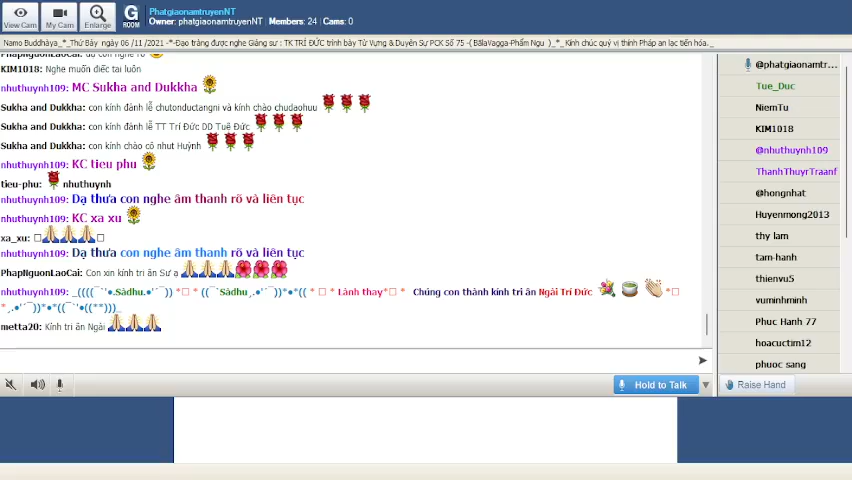 View Cam
My Cam
Enlarge
G ROOM
PhatgiaonamtruyenNT
Owner: phatgiaonamtruyenNT | Members: 24 | Cams: 0
Namo Buddhàya_*_Thứ Bảy ngày 06 /11 /2021 -*-Đạo tràng được nghe Giảng sư : TK TRÍ ĐỨC trình bày Từ Vựng & Duyên Sự PCK Số 75 -( BālaVagga-Phẩm Ngu )_*_Kính chúc quý vị thính Pháp an lạc tiến hóa._
KIM1018: Nghe muốn điếc tai luôn
nhuthuynh109: MC Sukha and Dukkha
Sukha and Dukkha: con kính đảnh lễ chutonductangni và kính chào chudaohuu
Sukha and Dukkha: con kính đảnh lễ TT Trí Đức DD Tuệ Đức
Sukha and Dukkha: con kính chào cô nhut Huỳnh
nhuthuynh109: KC tieu phu
tieu-phu: nhuthuynh
nhuthuynh109: Dạ thưa con nghe âm thanh rõ và liên tục
nhuthuynh109: KC xa xu
xa_xu:
nhuthuynh109: Dạ thưa con nghe âm thanh rõ và liên tục
PhapNguonLaoCai: Con xin kính tri ân Sư ạ
nhuthuynh109: _((((¯`'•.Sādhu.•'´¯)) *□ * ((¯`Sādhu¸.•'´¯)*•*(( * □ * Lành thay*□ * Chúng con thành kính tri ân Ngài Trí Đức *□
*¸.•'´¯))*•*((¯`'•((**)))_
metta20: Kính tri ân Ngài
Hold to Talk
@phatgiaonamtr...
Tue_Duc
NiemTu
KIM1018
@nhuthuynh109
ThanhThuyrTraanf
@hongnhat
Huyenmong2013
thy lam
tam-hanh
thienvu5
vuminhminh
Phuc Hanh 77
hoacuctim12
phuoc sang
Raise Hand